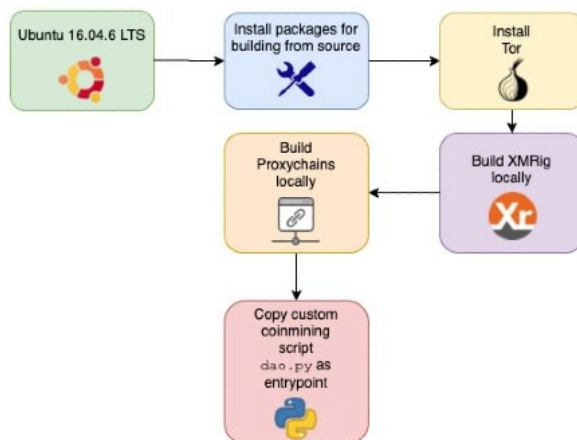 Ubuntu 16.04.6 LTS
Install packages for
building from source
Install
Tor
Build XMRig
locally
Xr
Build
Proxychains
locally
Copy custom
coinmining
script
dao.py as
entrypoint